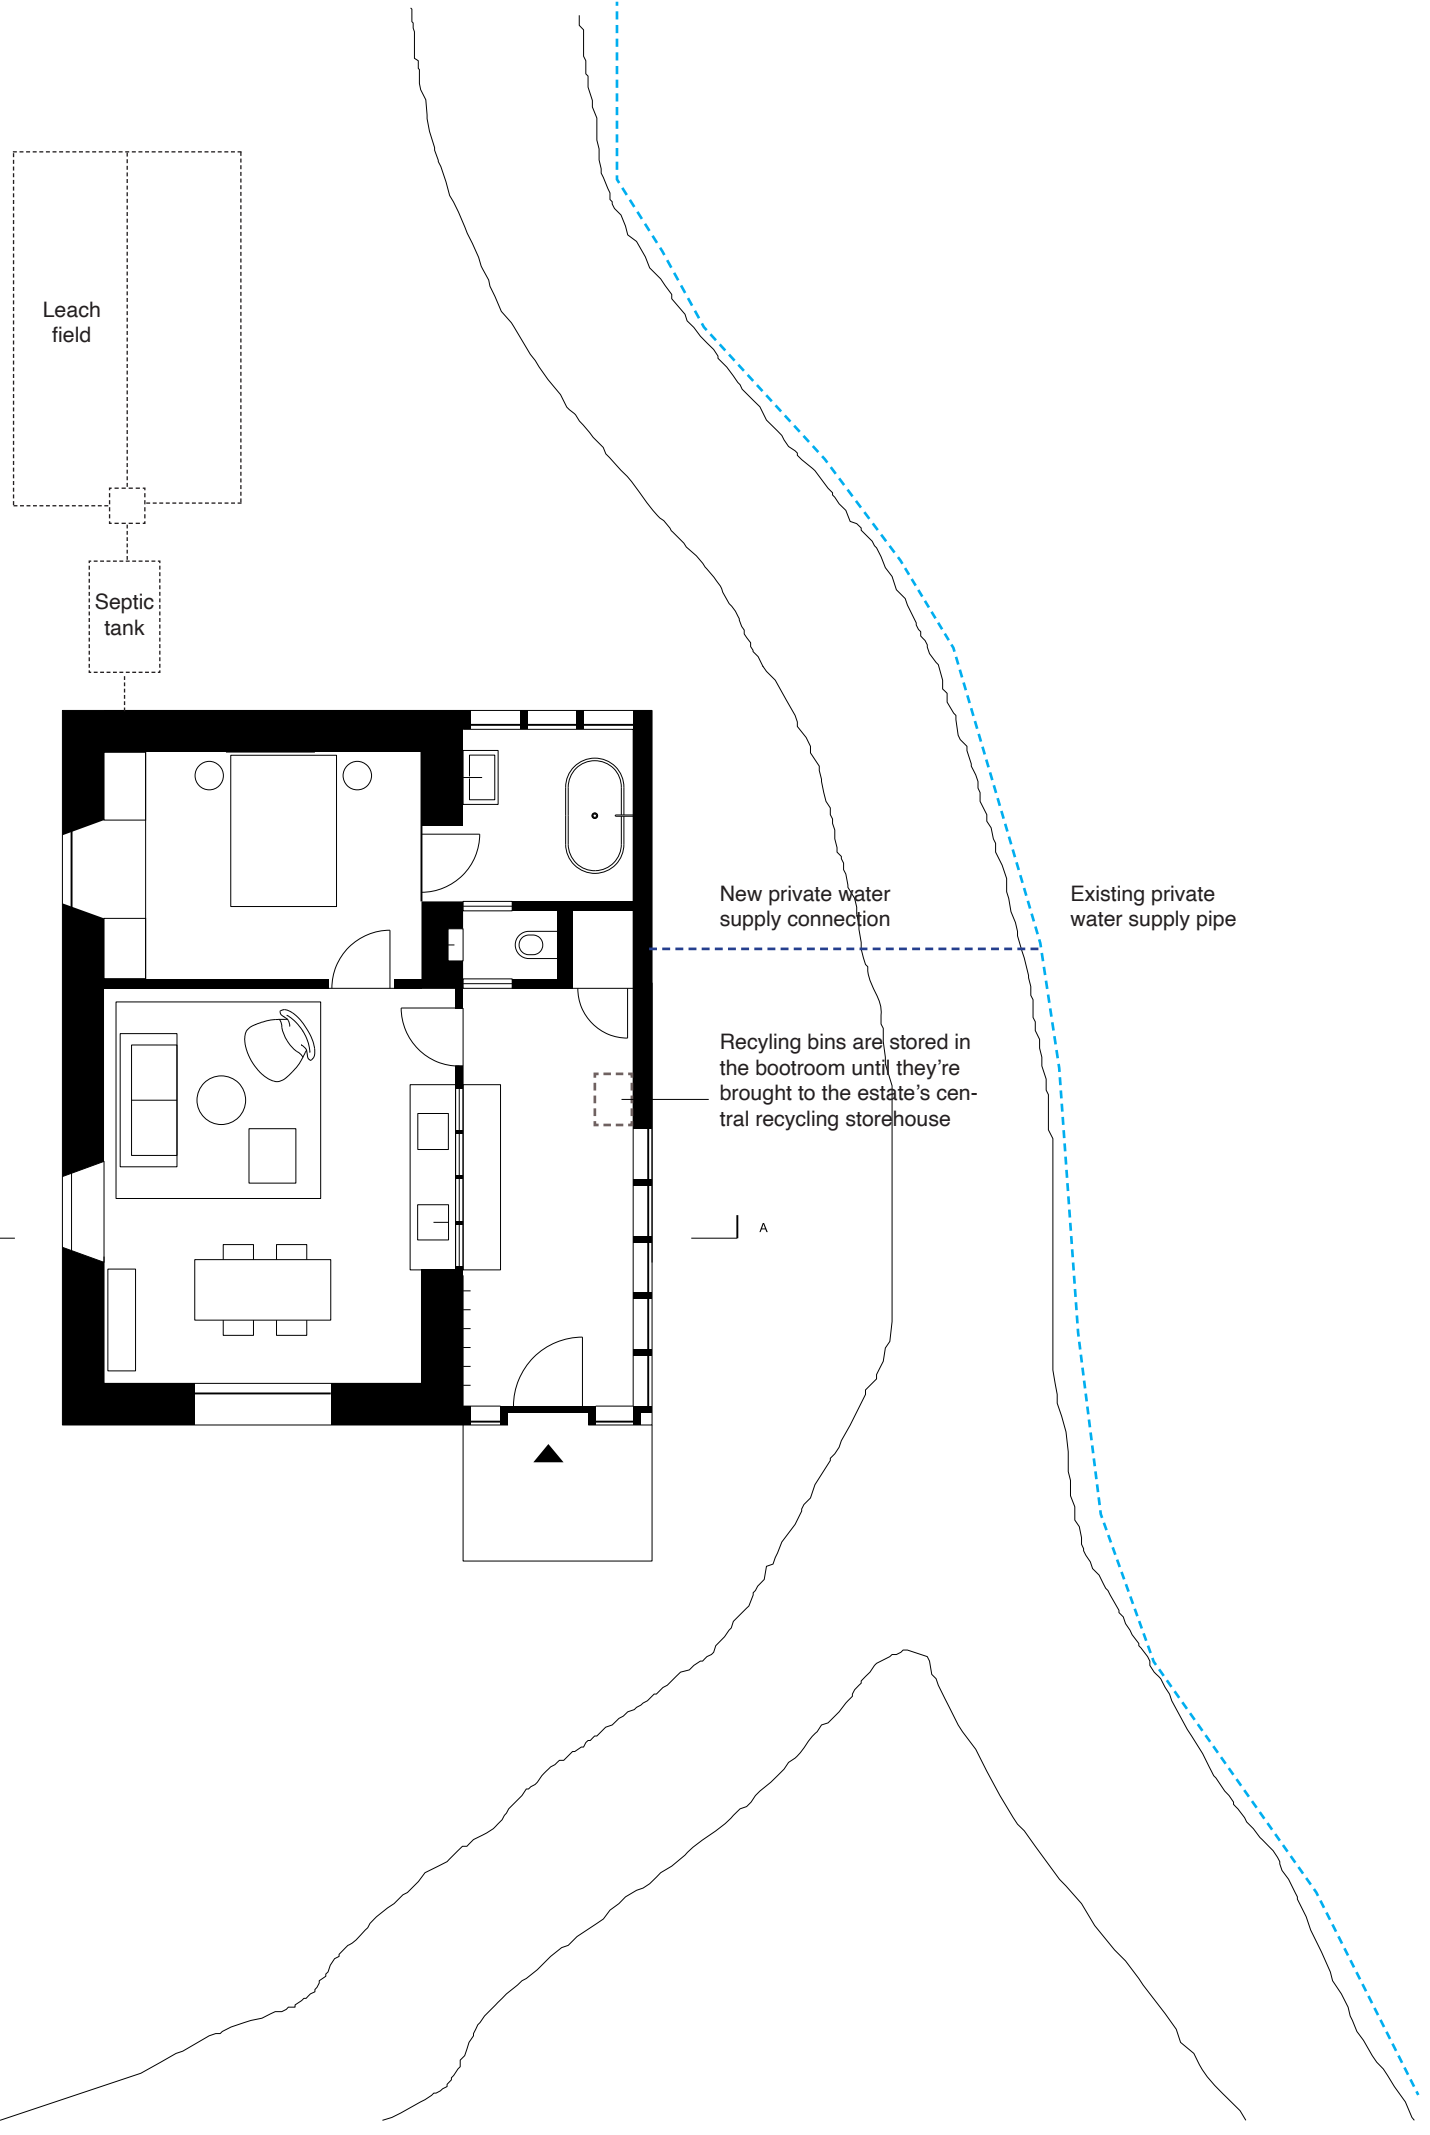 Leach
field
Septic
tank
New private water
supply connection
Existing private
water supply pipe
Recyling bins are stored in
the bootroom until they’re
brought to the estate’s cen-
tral recycling storehouse
A